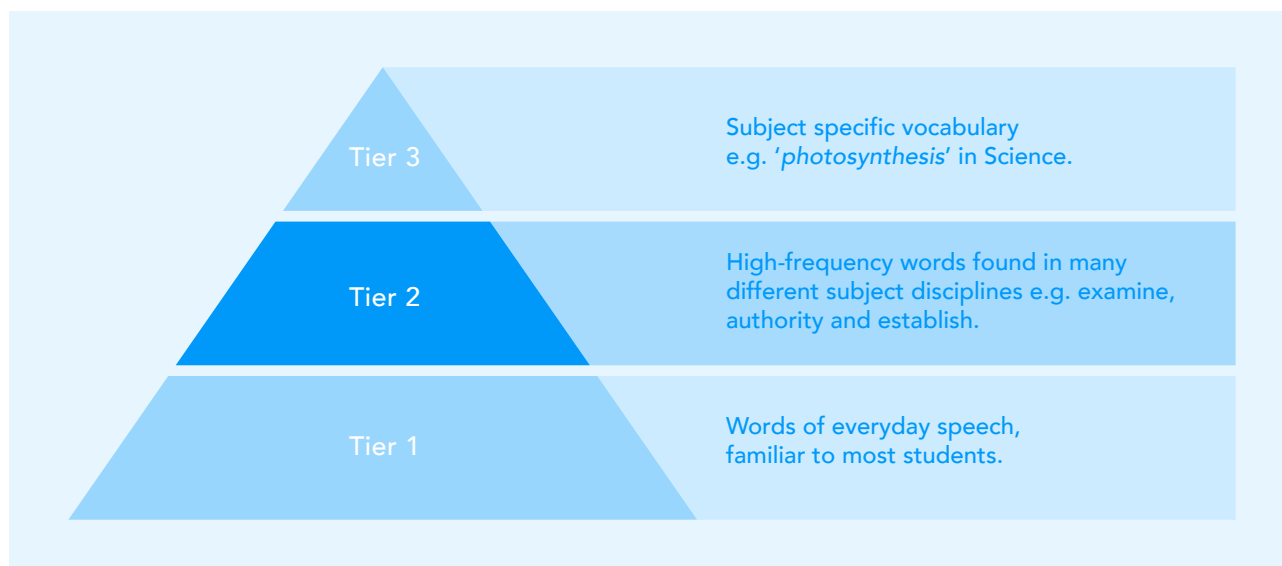 Tier 3
Subject specific vocabulary
e.g. ‘photosynthesis’ in Science.
Tier 2
High-frequency words found in many
different subject disciplines e.g. examine,
authority and establish.
Tier 1
Words of everyday speech,
familiar to most students.